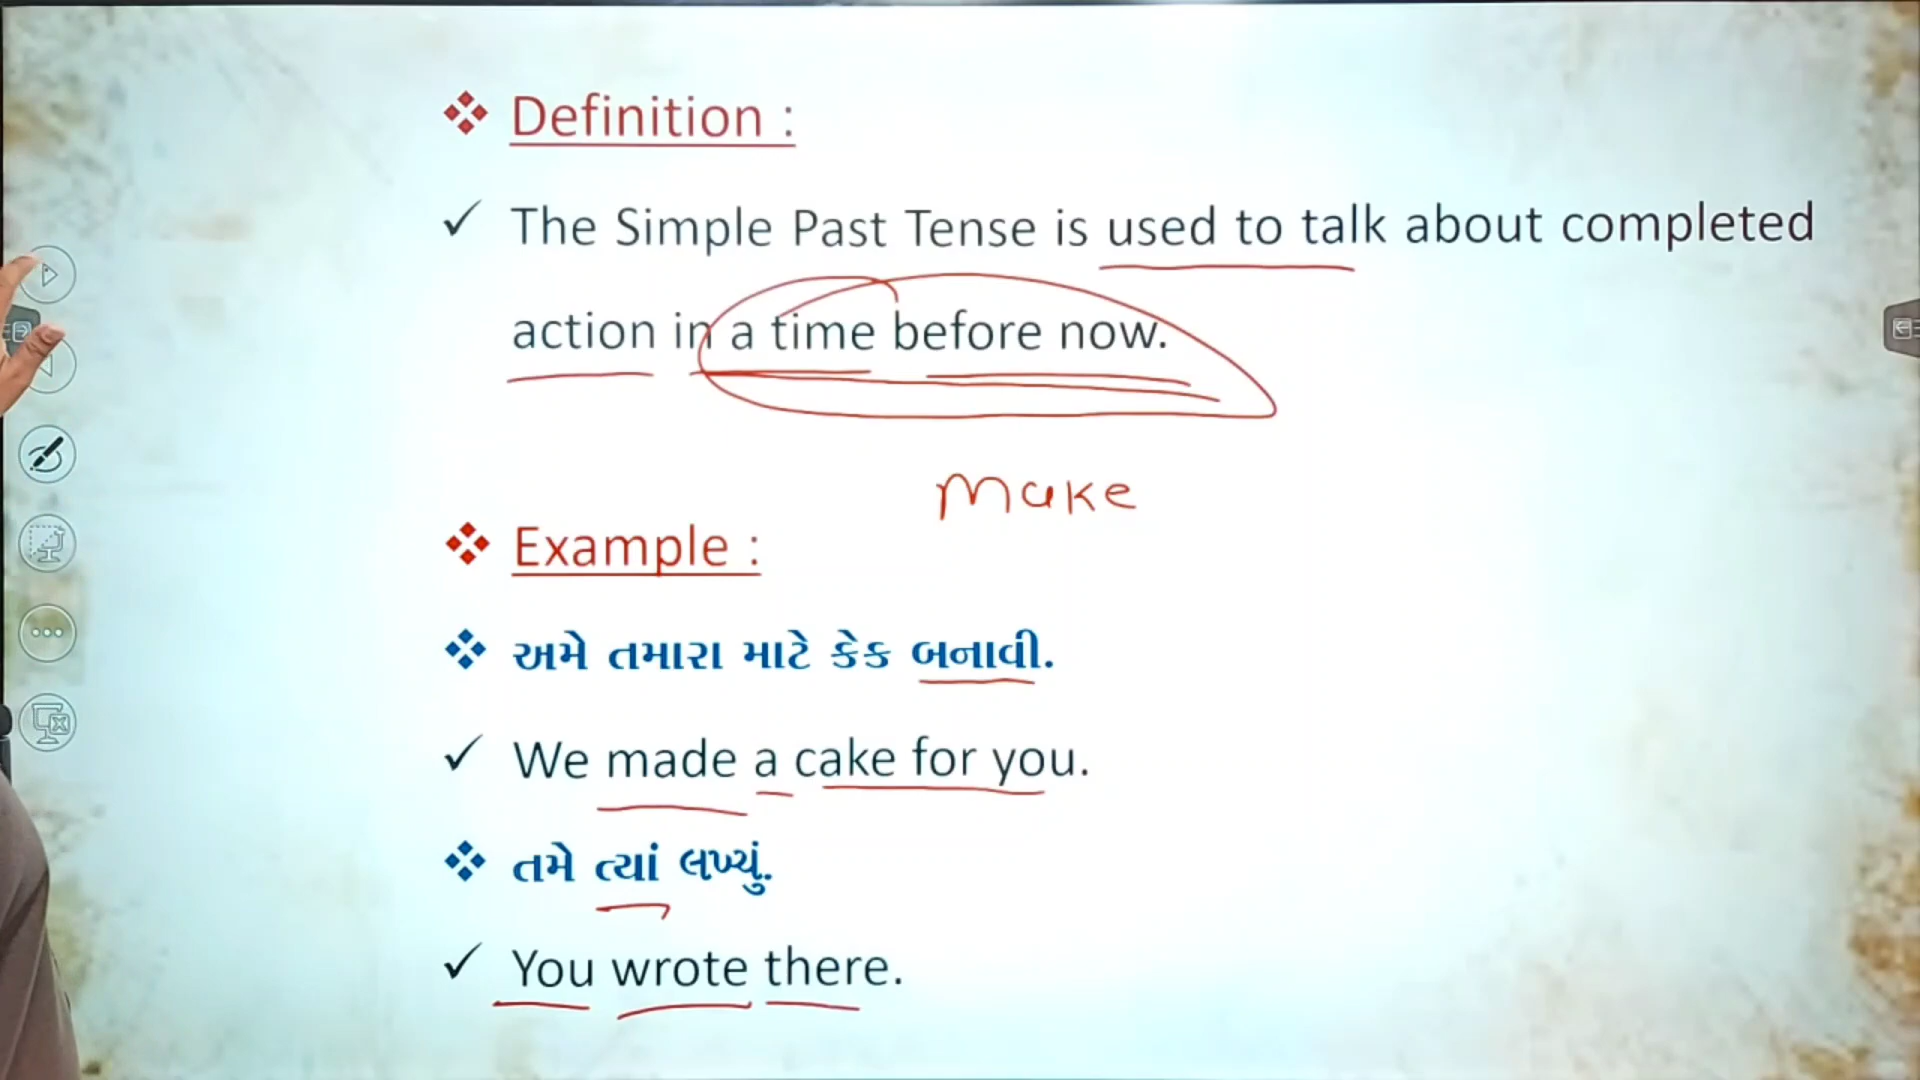 ❖ Definition :
✓ The Simple Past Tense is used to talk about completed
action in a time before now.
make
❖ Example :
❖ અમે તમારા માટે કેક બનાવી.
✓ We made a cake for you.
❖ તમે ત્યાં લખ્યું.
✓ You wrote there.